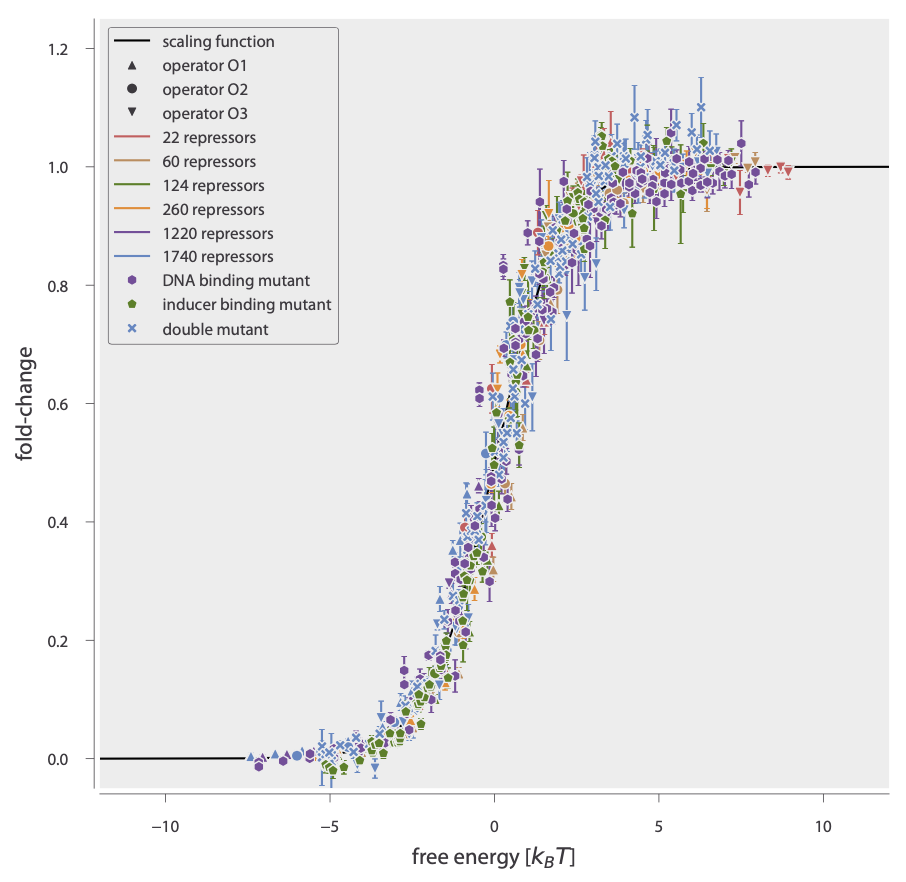 1.2
1.0
0.8
0.6
0.4
0.2
0.0
fold-change
scaling function
operator O1
operator O2
operator O3
22 repressors
60 repressors
124 repressors
260 repressors
1220 repressors
1740 repressors
DNA binding mutant
inducer binding mutant
double mutant
−10 −5 0 5 10
free energy [k_BT]